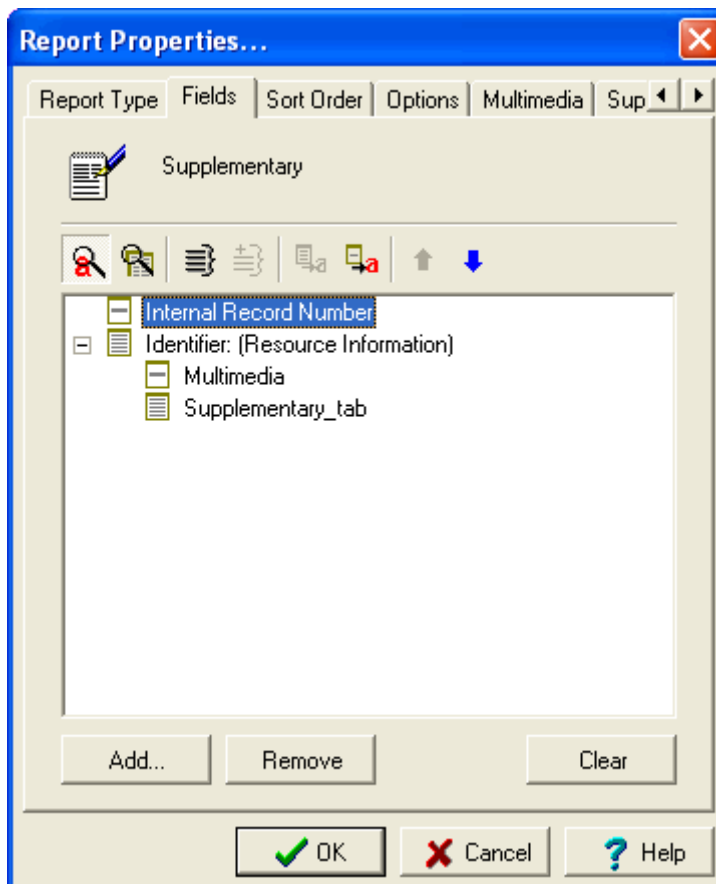 Report Properties...
Report Type Fields Sort Order Options Multimedia Sup
Supplementary
Internal Record Number
Identifier: (Resource Information)
Multimedia
Supplementary_tab
Add... Remove Clear
OK Cancel Help